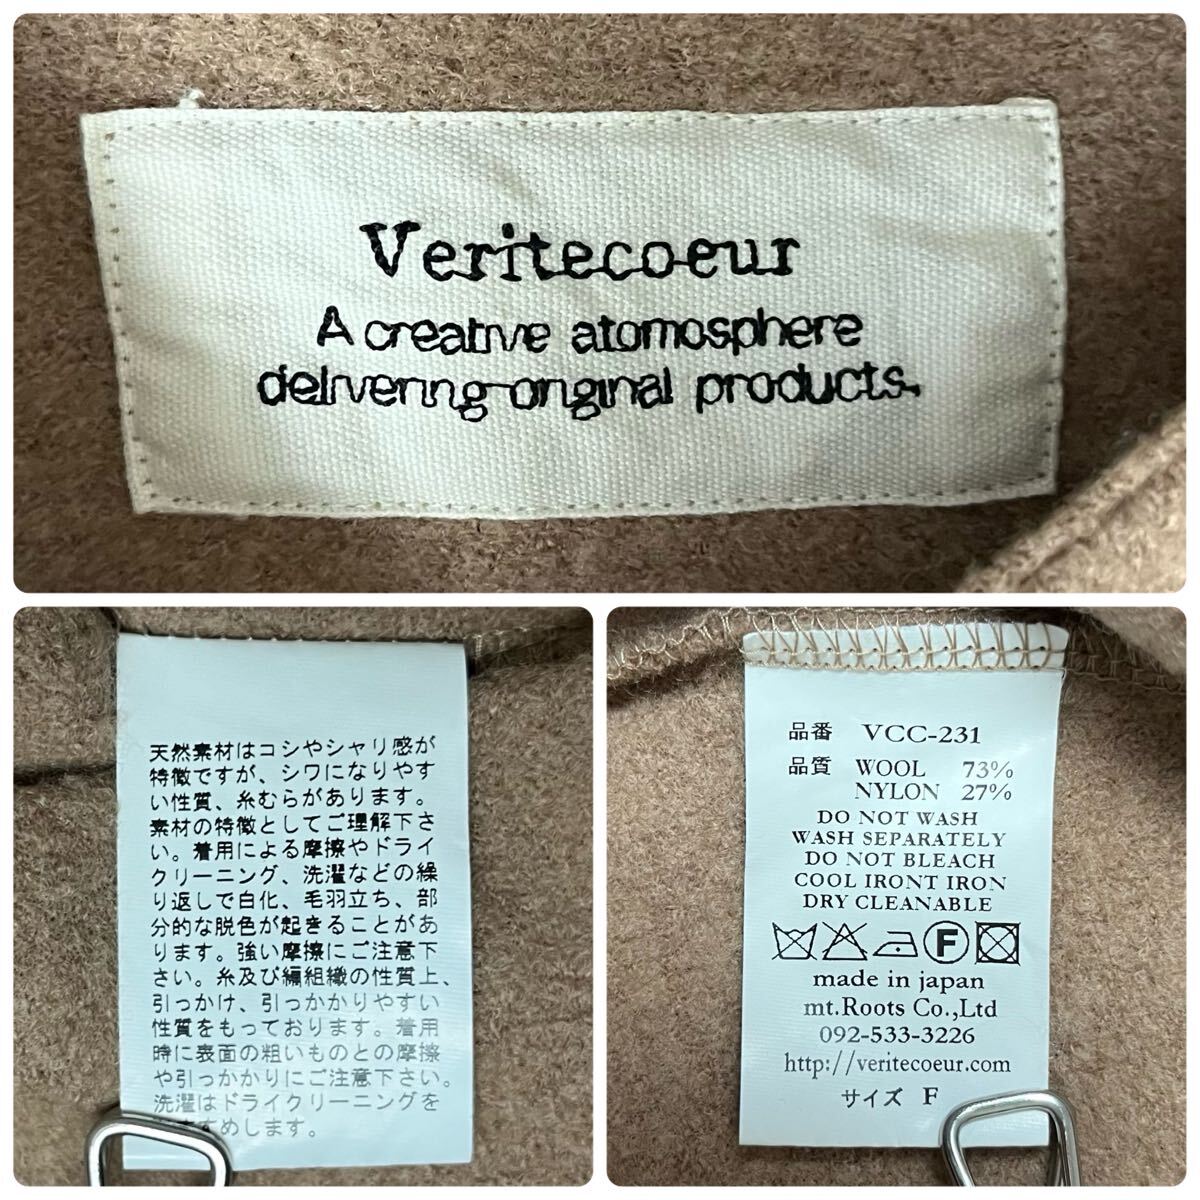 Veritecoeur
A creative atomosphere
delivering original products.
天然素材はコシやシャリ感が
特徴ですが、シワになりやす
い性質、糸むらがあります。
素材の特徴としてご理解下さ
い。着用による摩擦やドライ
クリーニング、洗濯などの繰
り返しで白化、毛羽立ち、部
分的な脱色が起きることがあ
ります。強い摩擦にご注意下
さい。糸及び編組織の性質上、
引っかけ、引っかかりやすい
性質をもっております。着用
時に表面の粗いものとの摩擦
や引っかかりにご注意下さい。
洗濯はドライクリーニングを
すめします。
品番 VCC-231
品質 WOOL 73%
NYLON 27%
DO NOT WASH
WASH SEPARATELY
DO NOT BLEACH
COOL IRONT IRON
DRY CLEANABLE
F
made in japan
mt.Roots Co.,Ltd
092-533-3226
http://veritecoeur.com
サイズ F